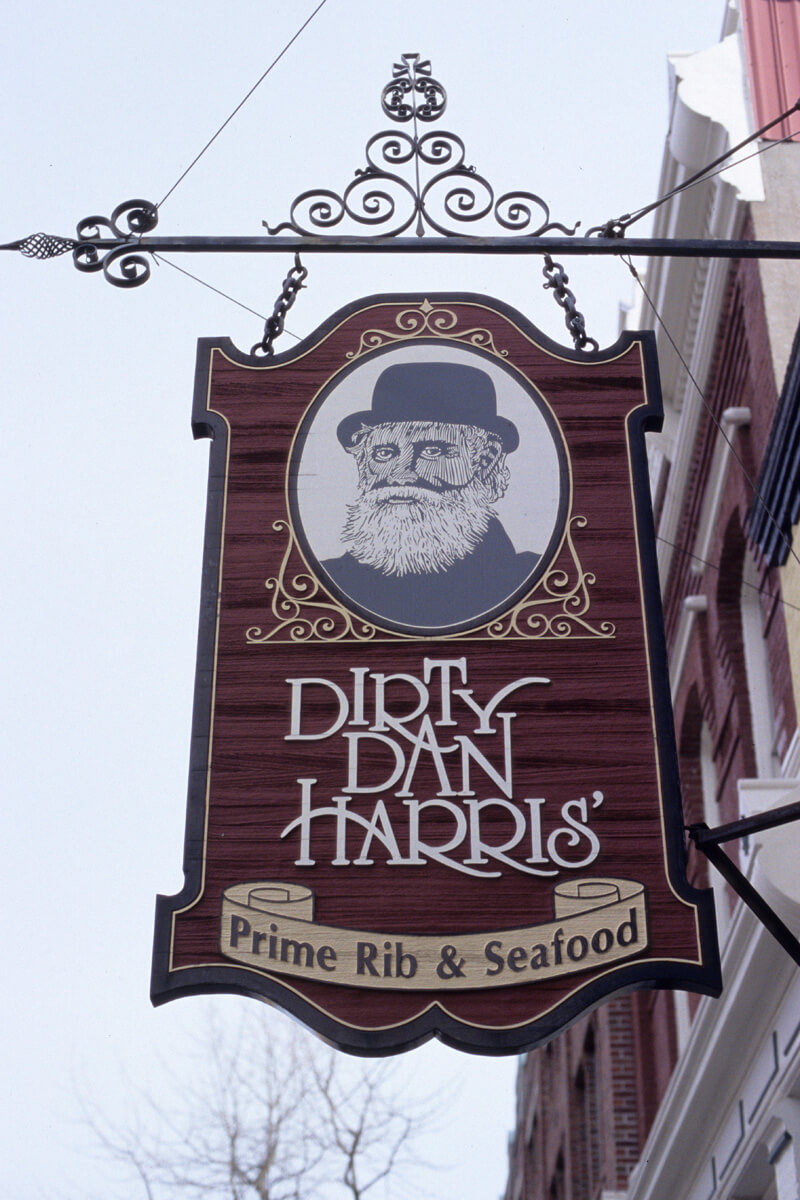 DIRTY
DAN
HARRIS'
Prime Rib & Seafood